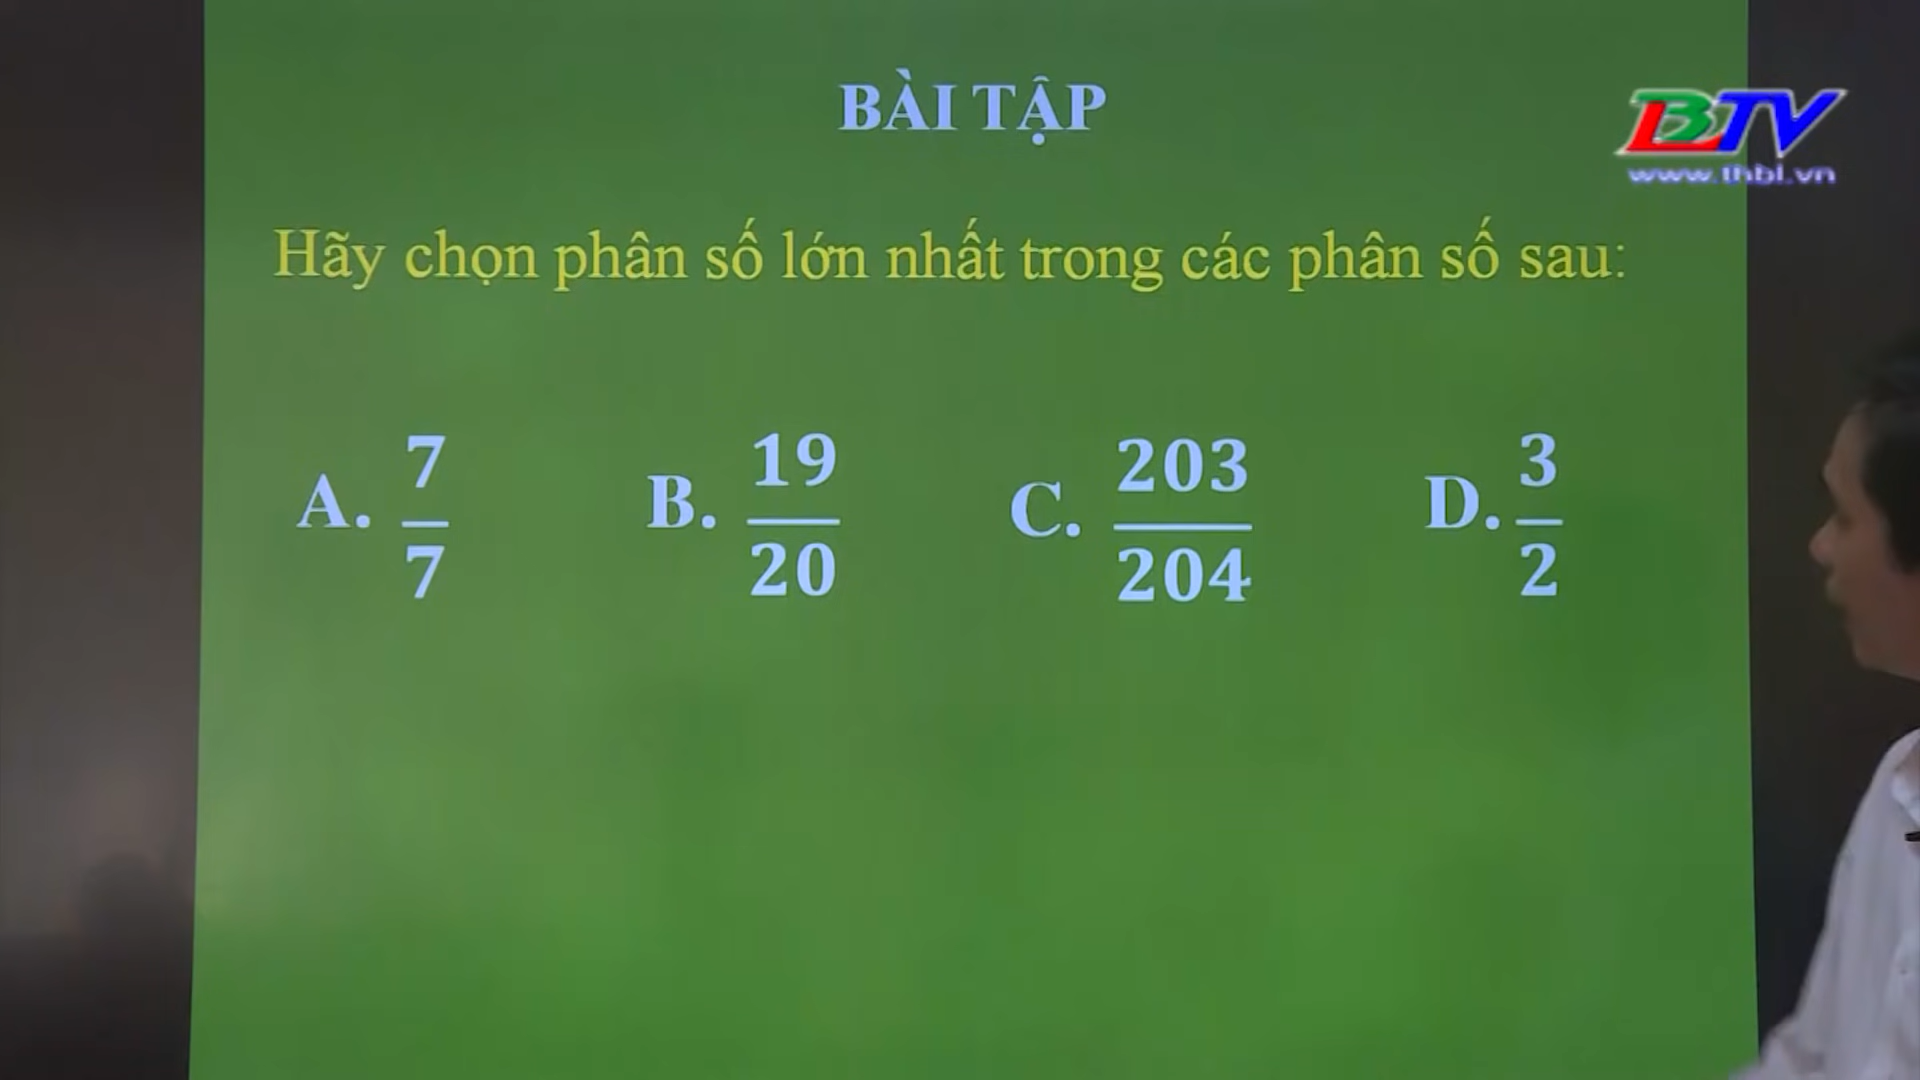 BÀI TẬP
BTV
www.thbl.vn
Hãy chọn phân số lớn nhất trong các phân số sau:
A. 7/7 B. 19/20 C. 203/204 D. 3/2